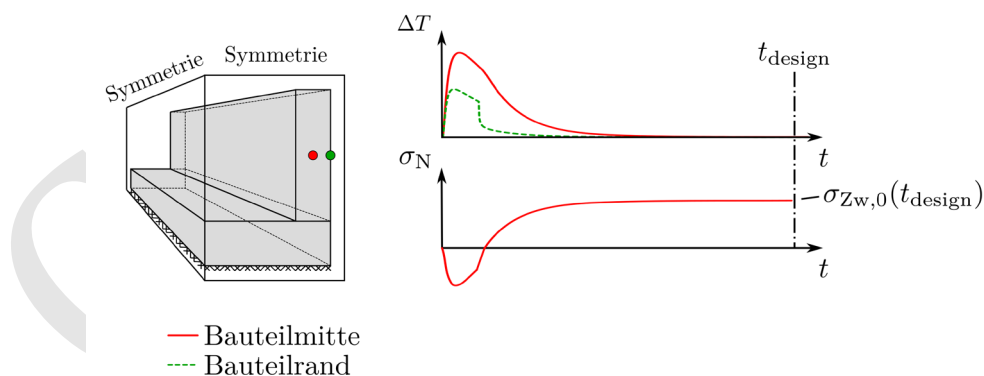 Symmetrie
Symmetrie
ΔT
t_design
t
σ_N
σ_Zw,0(t_design)
t
Bauteilmitte
Bauteilrand